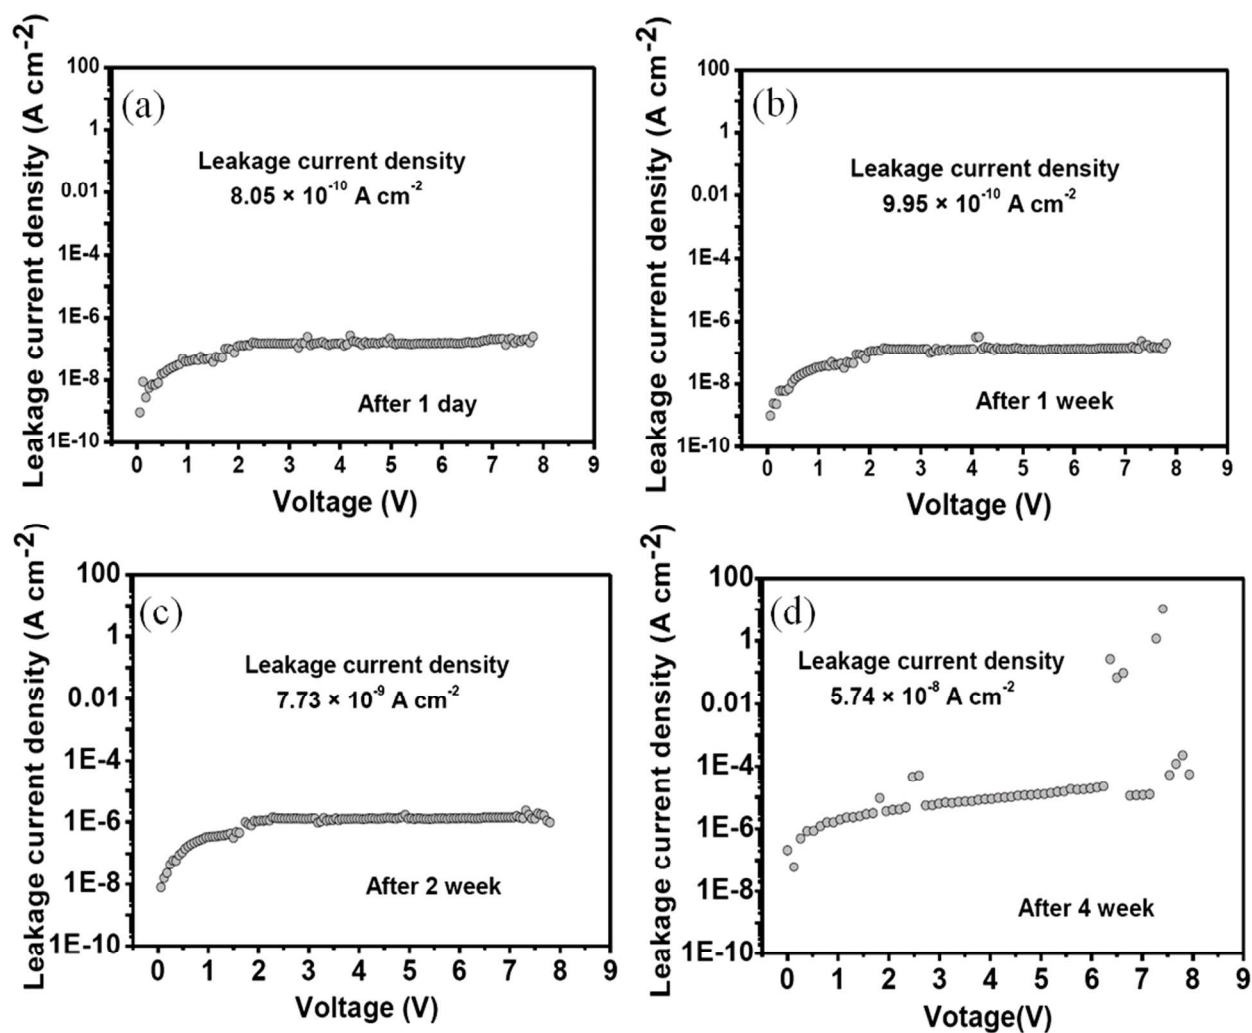 Leakage current density (A cm-2)
100
1
0.01
1E-4
1E-6
1E-8
1E-10
(a)
Leakage current density
8.05 × 10-10 A cm-2
After 1 day
0 1 2 3 4 5 6 7 8 9
Voltage (V)
Leakage current density (A cm-2)
100
1
0.01
1E-4
1E-6
1E-8
1E-10
(b)
Leakage current density
9.95 × 10-10 A cm-2
After 1 week
0 1 2 3 4 5 6 7 8 9
Voltage (V)
Leakage current density (A cm-2)
100
1
0.01
1E-4
1E-6
1E-8
1E-10
(c)
Leakage current density
7.73 × 10-9 A cm-2
After 2 week
0 1 2 3 4 5 6 7 8 9
Voltage (V)
Leakage current density (A cm-2)
100
1
0.01
1E-4
1E-6
1E-8
1E-10
(d)
Leakage current density
5.74 × 10-8 A cm-2
After 4 week
0 1 2 3 4 5 6 7 8 9
Votage(V)